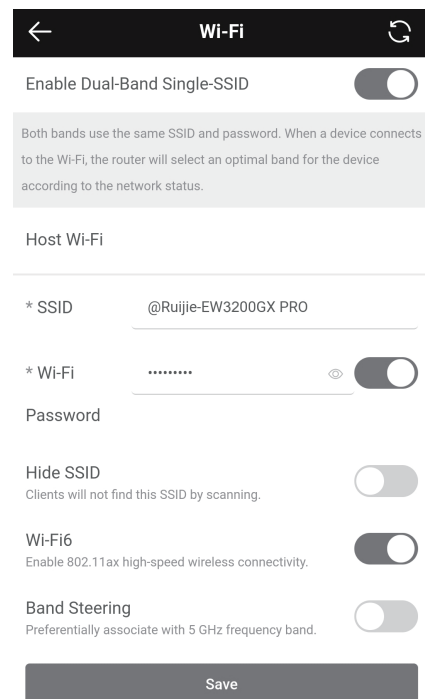 Wi-Fi
Enable Dual-Band Single-SSID
Both bands use the same SSID and password. When a device connects
to the Wi-Fi, the router will select an optimal band for the device
according to the network status.
Host Wi-Fi
* SSID
@Ruijie-EW3200GX PRO
* Wi-Fi
Password
•••••••••
Hide SSID
Clients will not find this SSID by scanning.
Wi-Fi6
Enable 802.11ax high-speed wireless connectivity.
Band Steering
Preferentially associate with 5 GHz frequency band.
Save